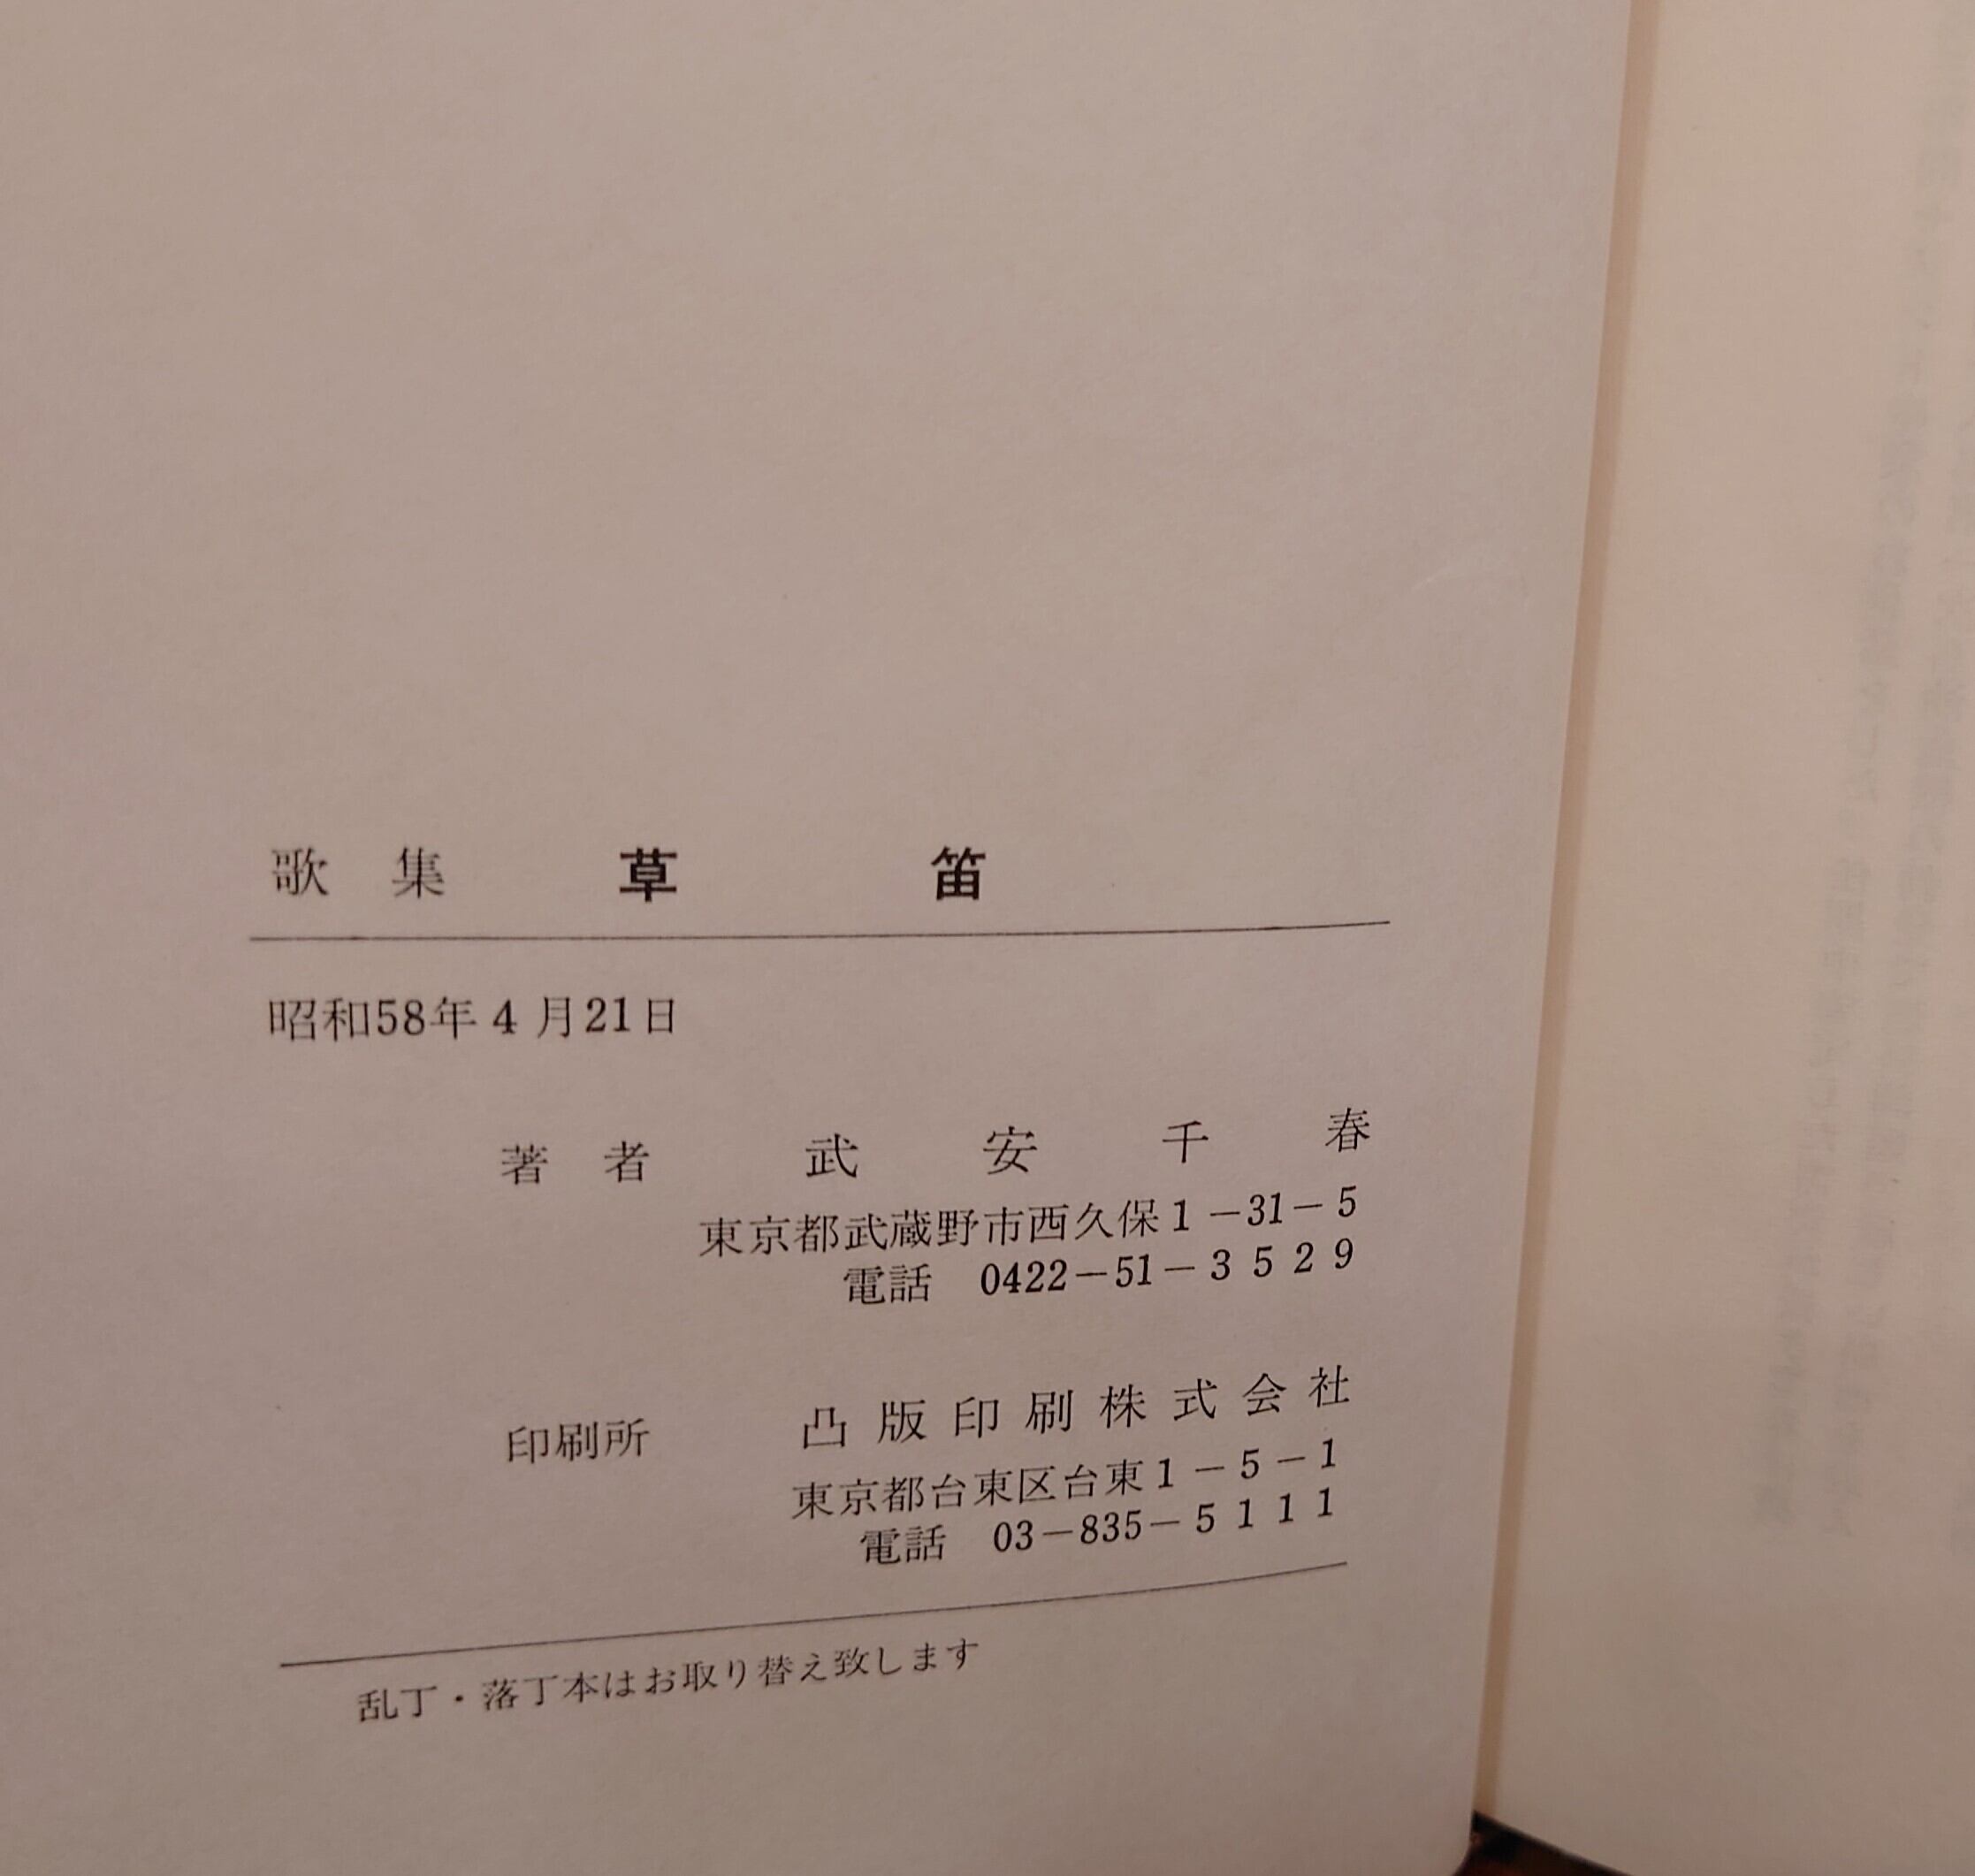 歌集 草笛
昭和58年4月21日
著者 武安千春
東京都武蔵野市西久保1-31-5
電話 0422-51-3529
印刷所 凸版印刷株式会社
東京都台東区台東1-5-1
電話 03-835-5111
乱丁・落丁本はお取り替え致します